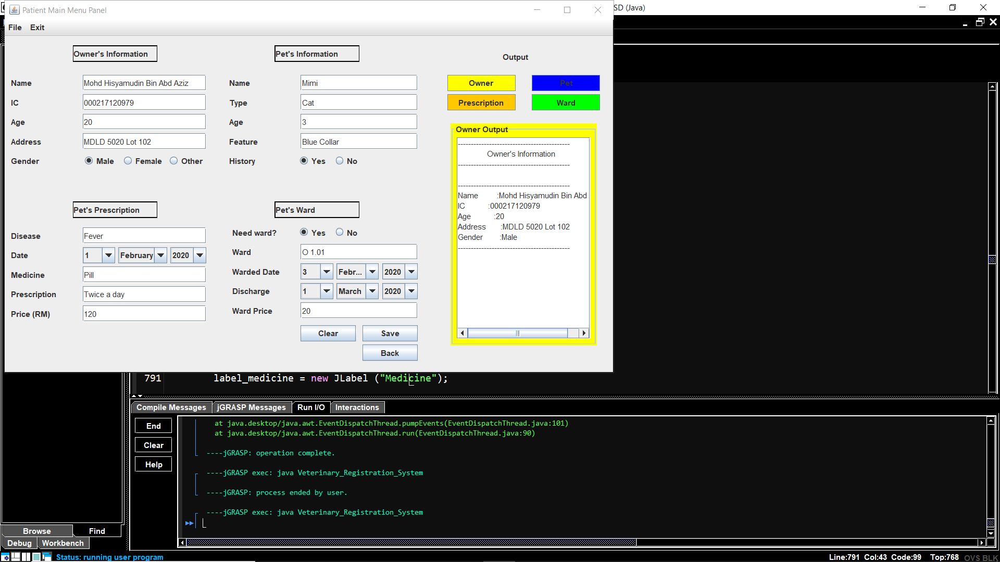 Patient Main Menu Panel
SD (Java)
File Exit
Owner's Information
Name Mohd Hisyamudin Bin Abd Aziz
IC 000217120979
Age 20
Address MDLD 5020 Lot 102
Gender Male Female Other
Pet's Information
Name Mimi
Type Cat
Age 3
Feature Blue Collar
History Yes No
Pet's Prescription
Disease Fever
Date 1 February 2020
Medicine Pill
Prescription Twice a day
Price (RM) 120
Pet's Ward
Need ward? Yes No
Ward O 1.01
Warded Date 3 Febr... 2020
Discharge 1 March 2020
Ward Price 20
Clear Save
Back
Output
Owner Pet
Prescription Ward
Owner Output
-------------------------------------------
Owner's Information
-------------------------------------------
-------------------------------------------
Name :Mohd Hisyamudin Bin Abd
IC :000217120979
Age :20
Address :MDLD 5020 Lot 102
Gender :Male
-------------------------------------------
791 label_medicine = new JLabel ("Medicine");
Compile Messages jGRASP Messages Run I/O Interactions
End
Clear
Help
at java.desktop/java.awt.EventDispatchThread.pumpEvents(EventDispatchThread.java:101)
at java.desktop/java.awt.EventDispatchThread.run(EventDispatchThread.java:90)
----jGRASP: operation complete.
----jGRASP exec: java Veterinary_Registration_System
----jGRASP: process ended by user.
----jGRASP exec: java Veterinary_Registration_System
Browse Find
Debug Workbench
Status: running user program
Line:791 Col:43 Code:99 Top:768 OVS BLK